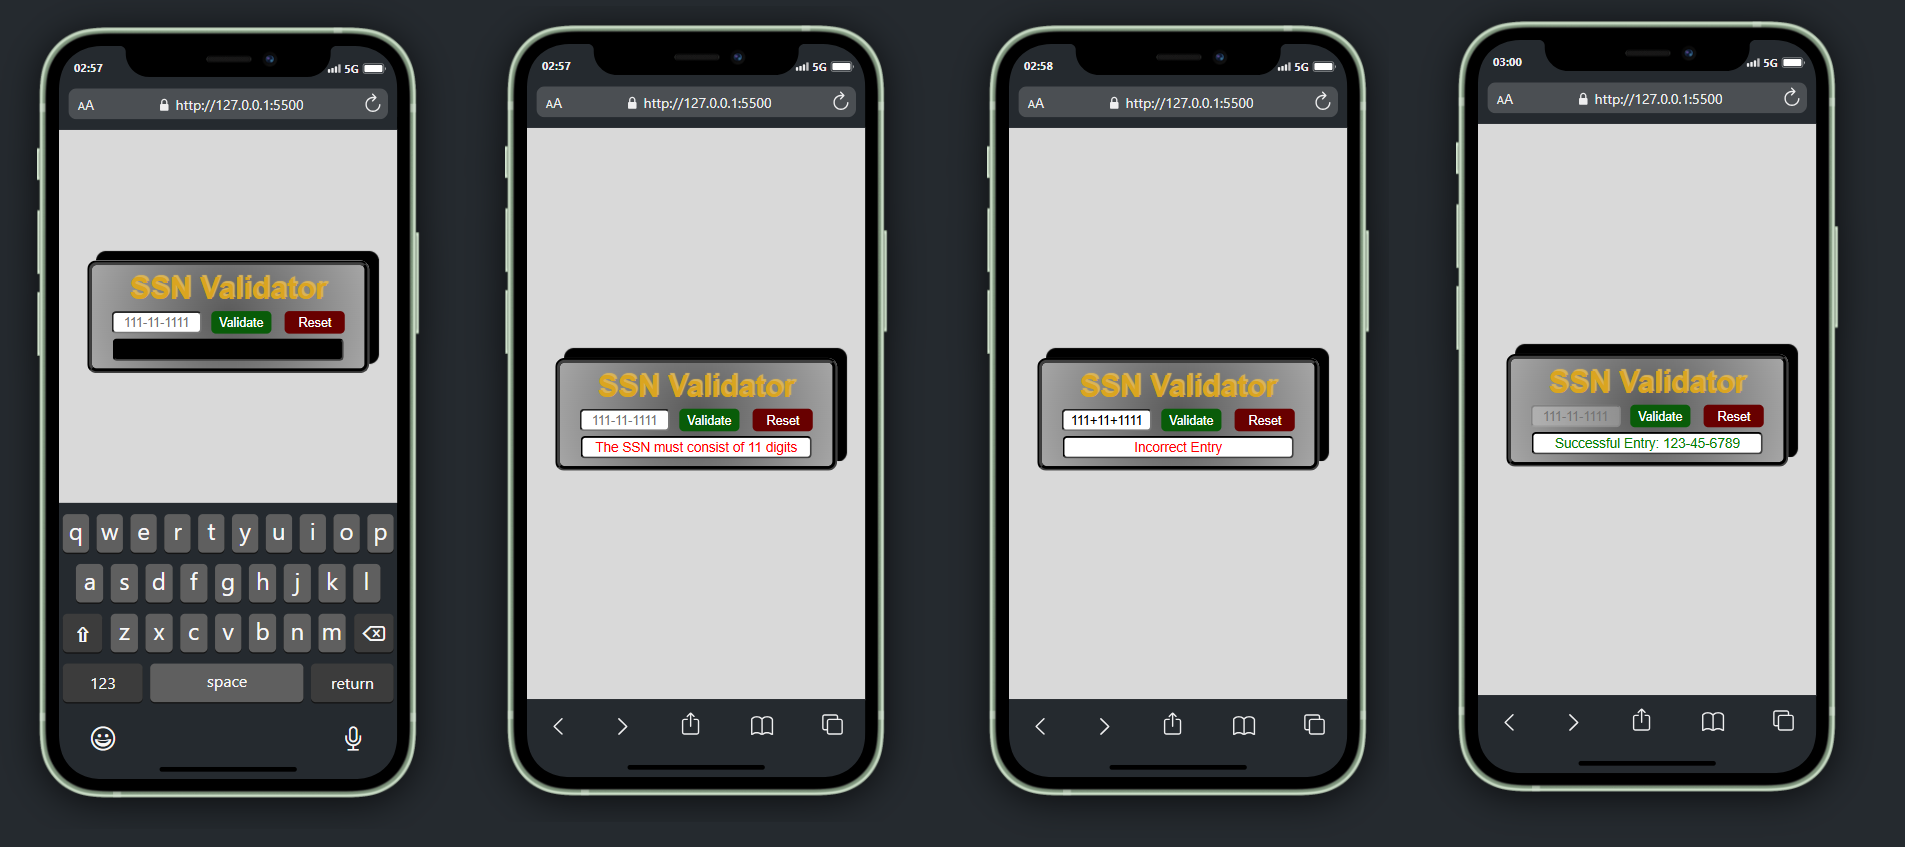 02:57
5G
AA
http://127.0.0.1:5500
SSN Validator
111-11-1111 Validate Reset
q w e r t y u i o p
a s d f g h j k l
z x c v b n m
123 space return
02:57
5G
AA
http://127.0.0.1:5500
SSN Validator
111-11-1111 Validate Reset
The SSN must consist of 11 digits
02:58
5G
AA
http://127.0.0.1:5500
SSN Validator
111+11+1111 Validate Reset
Incorrect Entry
03:00
5G
AA
http://127.0.0.1:5500
SSN Validator
111-11-1111 Validate Reset
Successful Entry: 123-45-6789